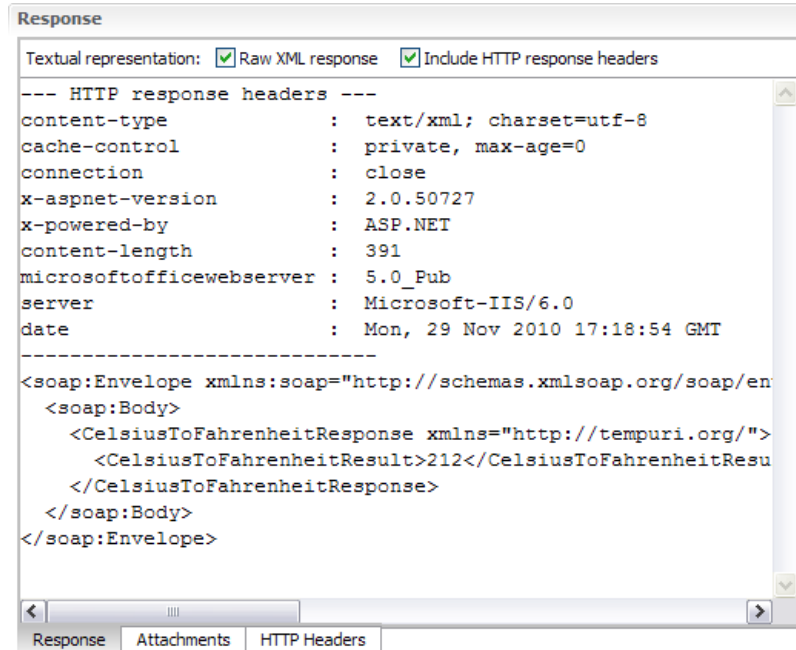 Response
Textual representation: Raw XML response Include HTTP response headers
--- HTTP response headers ---
content-type : text/xml; charset=utf-8
cache-control : private, max-age=0
connection : close
x-aspnet-version : 2.0.50727
x-powered-by : ASP.NET
content-length : 391
microsoftofficewebserver : 5.0_Pub
server : Microsoft-IIS/6.0
date : Mon, 29 Nov 2010 17:18:54 GMT
-----------------------------
<soap:Envelope xmlns:soap="http://schemas.xmlsoap.org/soap/en
<soap:Body>
<CelsiusToFahrenheitResponse xmlns="http://tempuri.org/">
<CelsiusToFahrenheitResult>212</CelsiusToFahrenheitResu
</CelsiusToFahrenheitResponse>
</soap:Body>
</soap:Envelope>
Response Attachments HTTP Headers